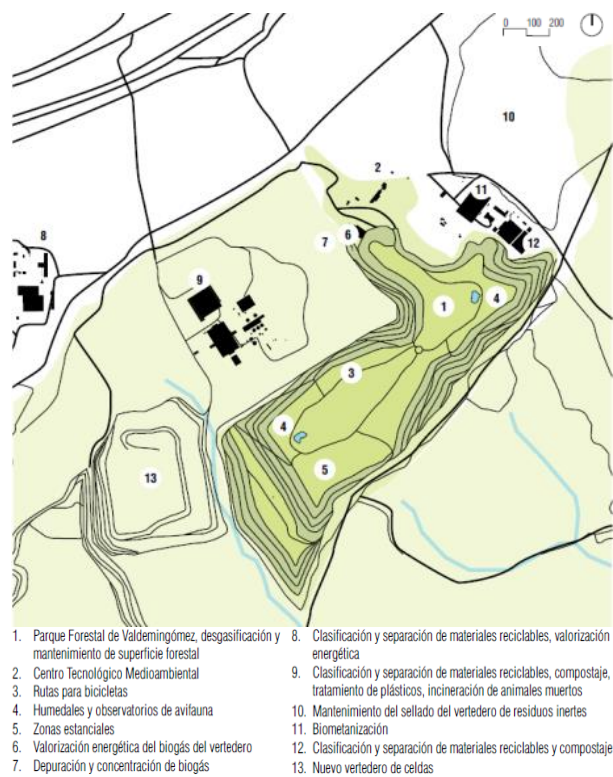 0 100 200
10
2
11
8
7
6
12
9
1
4
3
4
13
5
1. Parque Forestal de Valdemingómez, desgasificación y
mantenimiento de superficie forestal
2. Centro Tecnológico Medioambiental
3. Rutas para bicicletas
4. Humedales y observatorios de avifauna
5. Zonas estanciales
6. Valorización energética del biogás del vertedero
7. Depuración y concentración de biogás
8. Clasificación y separación de materiales reciclables, valorización
energética
9. Clasificación y separación de materiales reciclables, compostaje,
tratamiento de plásticos, incineración de animales muertos
10. Mantenimiento del sellado del vertedero de residuos inertes
11. Biometanización
12. Clasificación y separación de materiales reciclables y compostaje
13. Nuevo vertedero de celdas